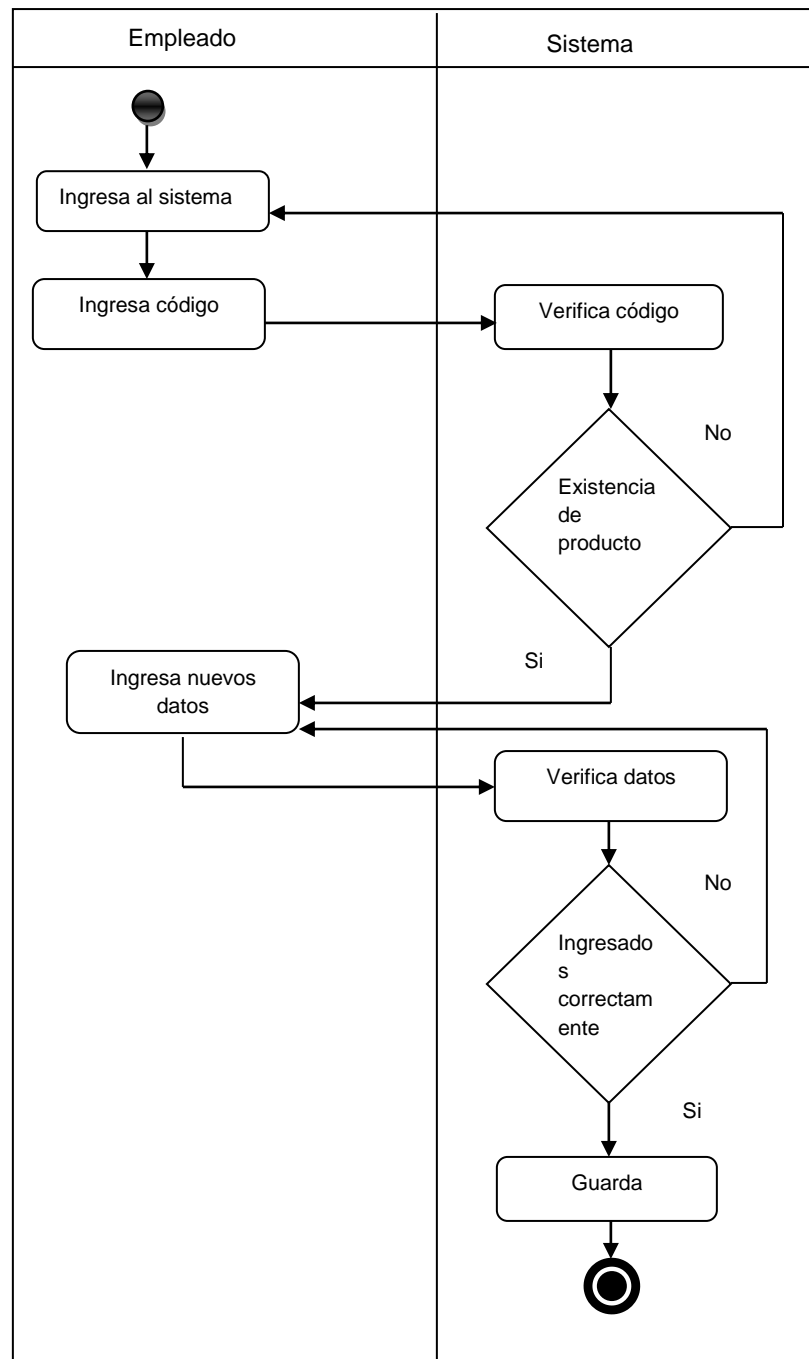 Empleado
Sistema
Ingresa al sistema
Ingresa código
Verifica código
No
Existencia
de
producto
Si
Ingresa nuevos
datos
Verifica datos
No
Ingresado
s
correctam
ente
Si
Guarda